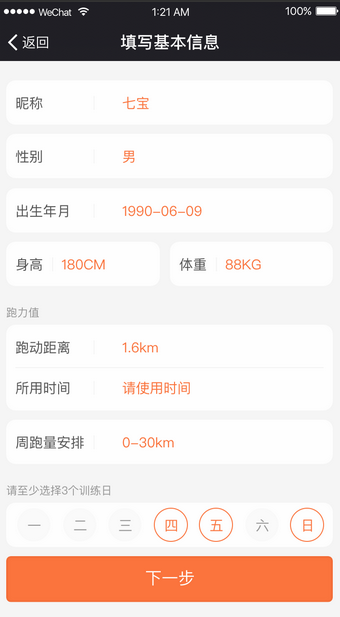 WeChat 1:21 AM 100%
返回 填写基本信息
昵称 七宝
性别 男
出生年月 1990-06-09
身高 180CM 体重 88KG
跑力值
跑动距离 1.6km
所用时间 请使用时间
周跑量安排 0-30km
请至少选择3个训练日
一 二 三 四 五 六 日
下一步